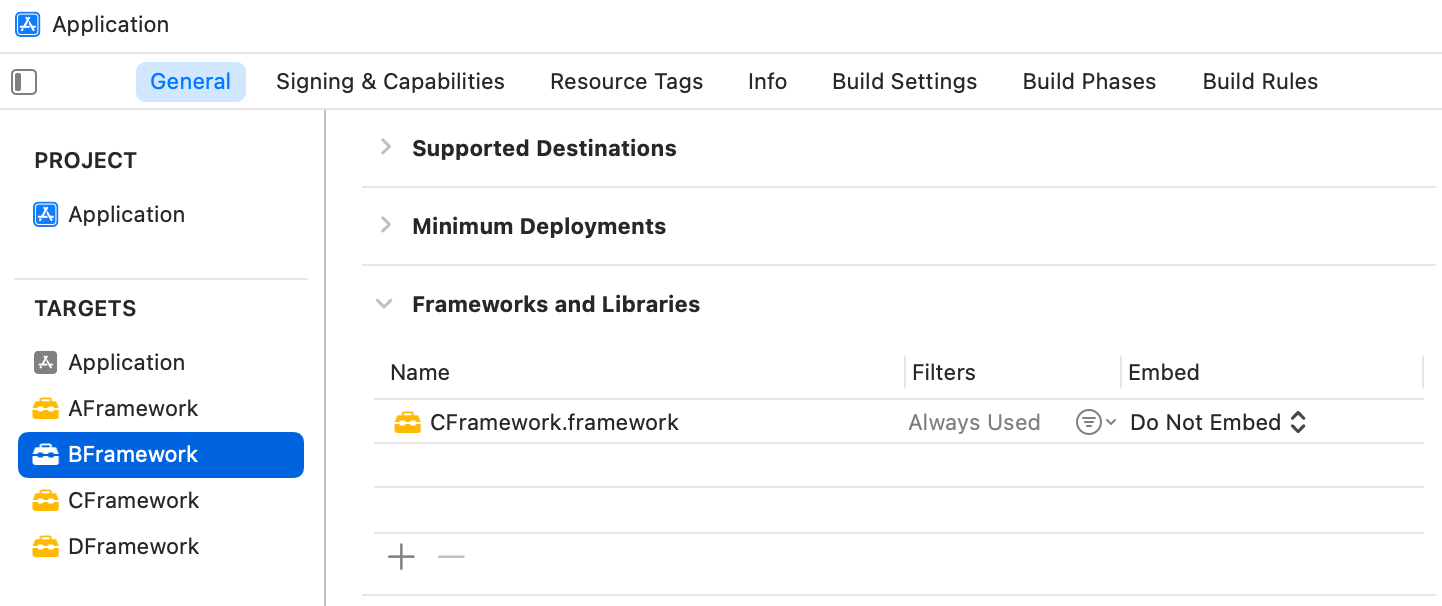 Application
General Signing & Capabilities Resource Tags Info Build Settings Build Phases Build Rules
PROJECT
Application
TARGETS
Application
AFramework
BFramework
CFramework
DFramework
Supported Destinations
Minimum Deployments
Frameworks and Libraries
Name Filters Embed
CFramework.framework Always Used Do Not Embed